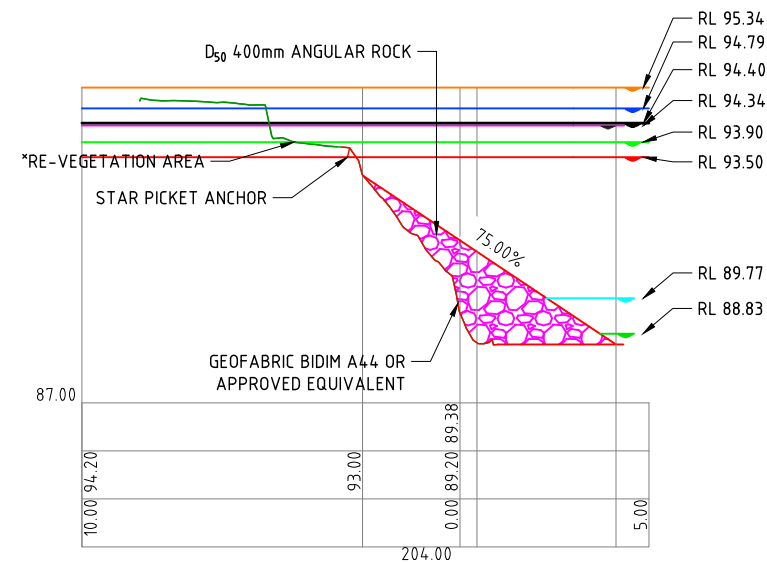 RL 95.34
D₅₀ 400mm ANGULAR ROCK
RL 94.79
RL 94.40
RL 94.34
RL 93.90
*RE-VEGETATION AREA
RL 93.50
STAR PICKET ANCHOR
75.00%
RL 89.77
RL 88.83
GEOFABRIC BIDIM A44 OR
APPROVED EQUIVALENT
87.00
89.38
94.20
93.00
89.20
10.00
0.00
5.00
204.00